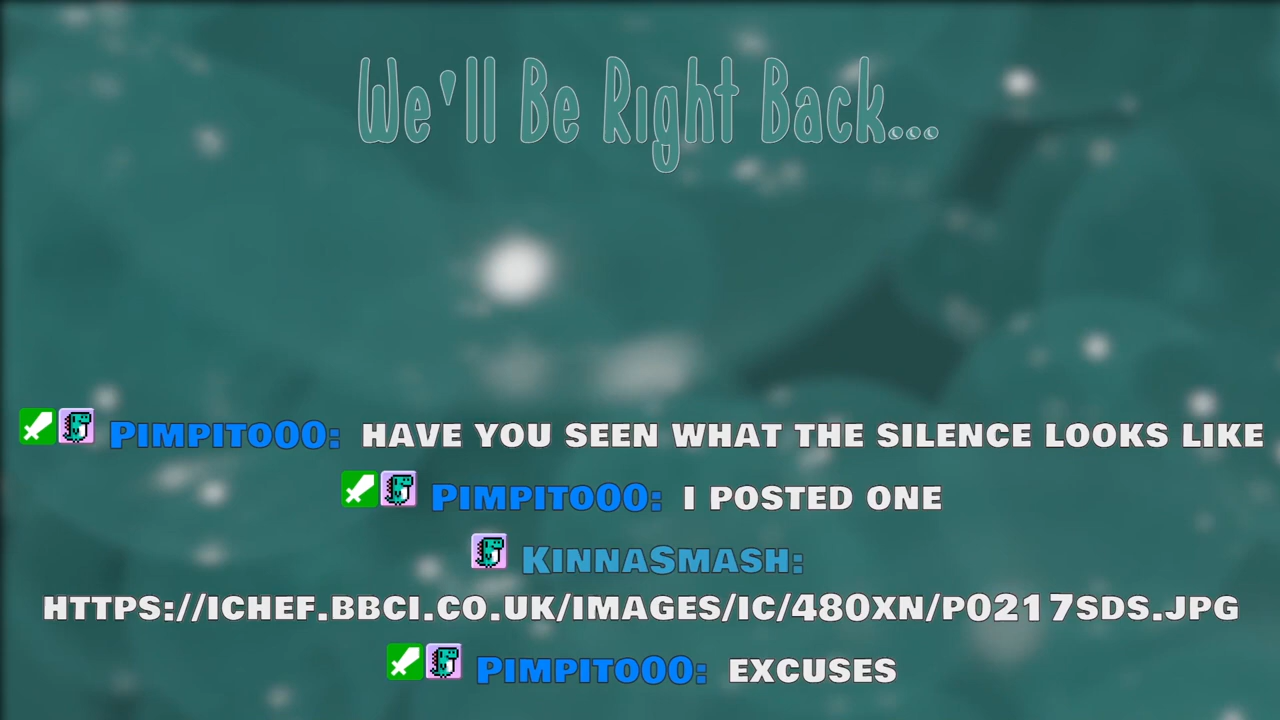 We'll Be Right Back...
Pimpito00: HAVE YOU SEEN WHAT THE SILENCE LOOKS LIKE
Pimpito00: I POSTED ONE
KinnaSmash:
HTTPS://ICHEF.BBCI.CO.UK/IMAGES/IC/480XN/P0217SDS.JPG
Pimpito00: EXCUSES